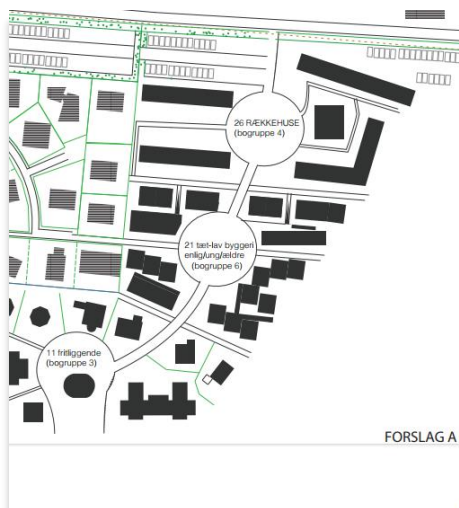 26 RÆKKEHUSE
(bogruppe 4)
21 tæt-lav byggeri
enlig/ung/ældre
(bogruppe 6)
11 fritliggende
(bogruppe 3)
FORSLAG A